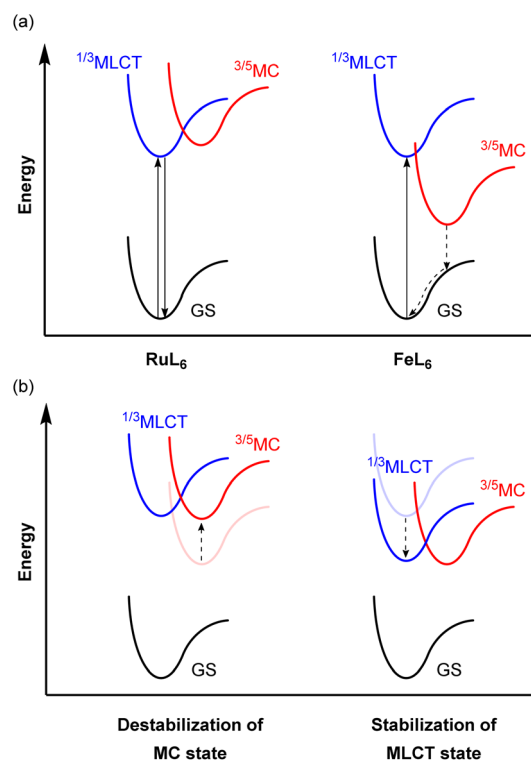 (a)
1/3MLCT
3/5MC
1/3MLCT
3/5MC
Energy
GS
GS
RuL6
FeL6
(b)
1/3MLCT
3/5MC
1/3MLCT
3/5MC
Energy
GS
GS
Destabilization of
MC state
Stabilization of
MLCT state